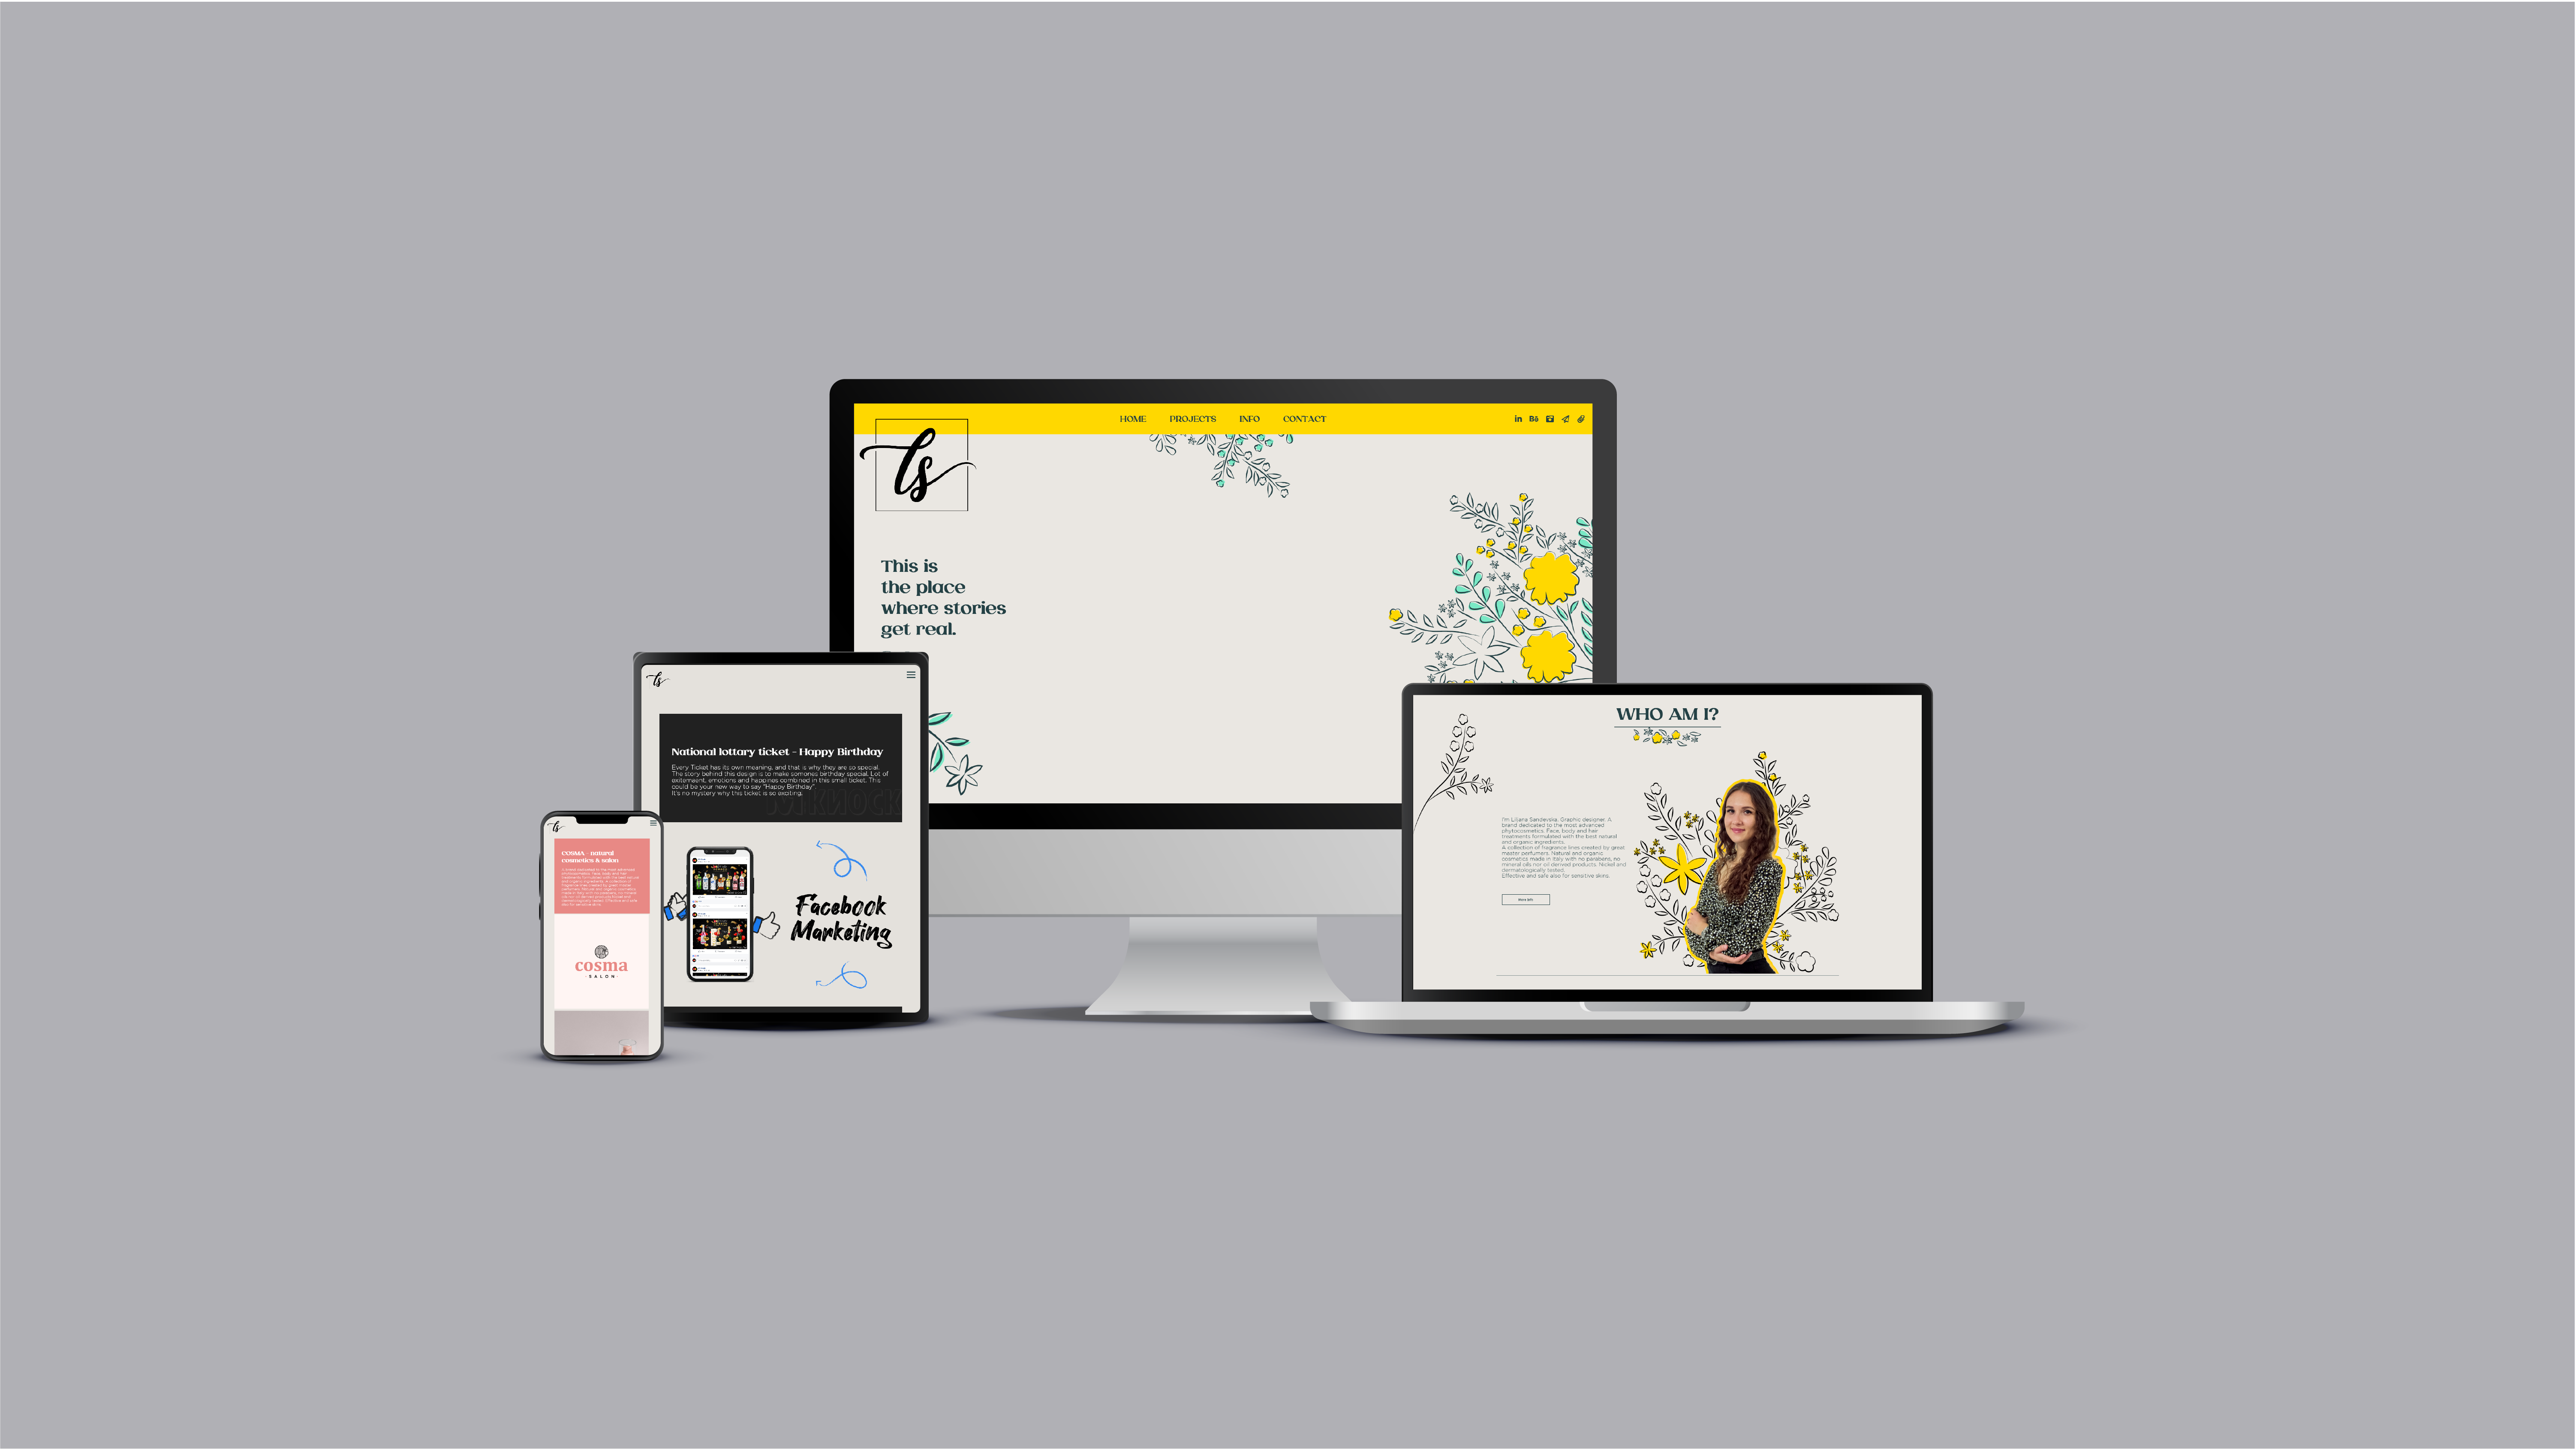 HOME PROJECTS INFO CONTACT
in Bē
ls
This is
the place
where stories
get real.
ls
National lottary ticket - Happy Birthday
Every Ticket has its own meaning, and that is why they are so special.
The story behind this design is to make somones birthday special. Lot of
exitemaent, emotions and happines combined in this small ticket. This
could be your new way to say "Happy Birthday"
It's no mystery why this ticket is so exciting.
Facebook
Marketing
ls
COSMA - natural
cosmetics & salon
cosma
- SALON -
WHO AM I?
I'm Liljana Sandevska, Graphic designer. A
brand dedicated to the most advanced
phytocosmetics. Face, body and hair
treatments formulated with the best natural
and organic ingredients.
A collection of fragrance lines created by great
master perfumers. Natural and organic
cosmetics made in Italy with no parabens, no
mineral oils nor oil derived products. Nickell and
dermatologically tested.
Effective and safe also for sensitive skins.
More Info